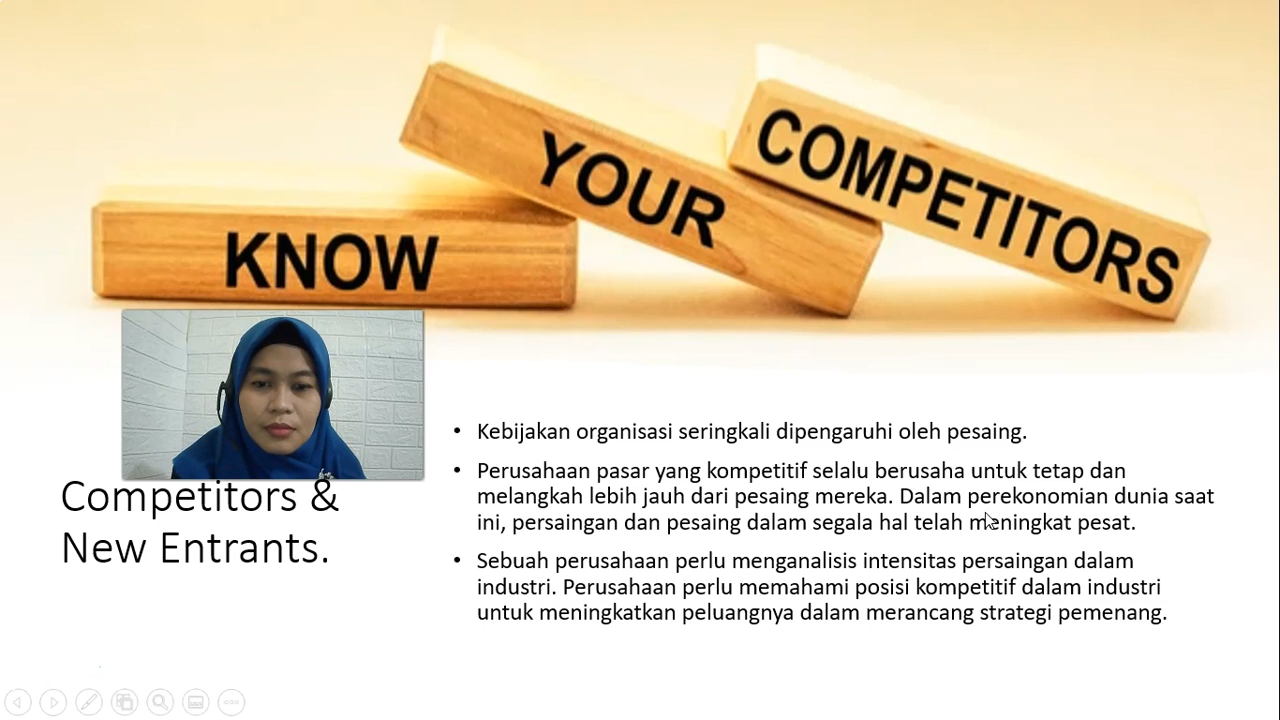 KNOW
YOUR
COMPETITORS
Competitors &
New Entrants.
• Kebijakan organisasi seringkali dipengaruhi oleh pesaing.
• Perusahaan pasar yang kompetitif selalu berusaha untuk tetap dan
melangkah lebih jauh dari pesaing mereka. Dalam perekonomian dunia saat
ini, persaingan dan pesaing dalam segala hal telah meningkat pesat.
• Sebuah perusahaan perlu menganalisis intensitas persaingan dalam
industri. Perusahaan perlu memahami posisi kompetitif dalam industri
untuk meningkatkan peluangnya dalam merancang strategi pemenang.